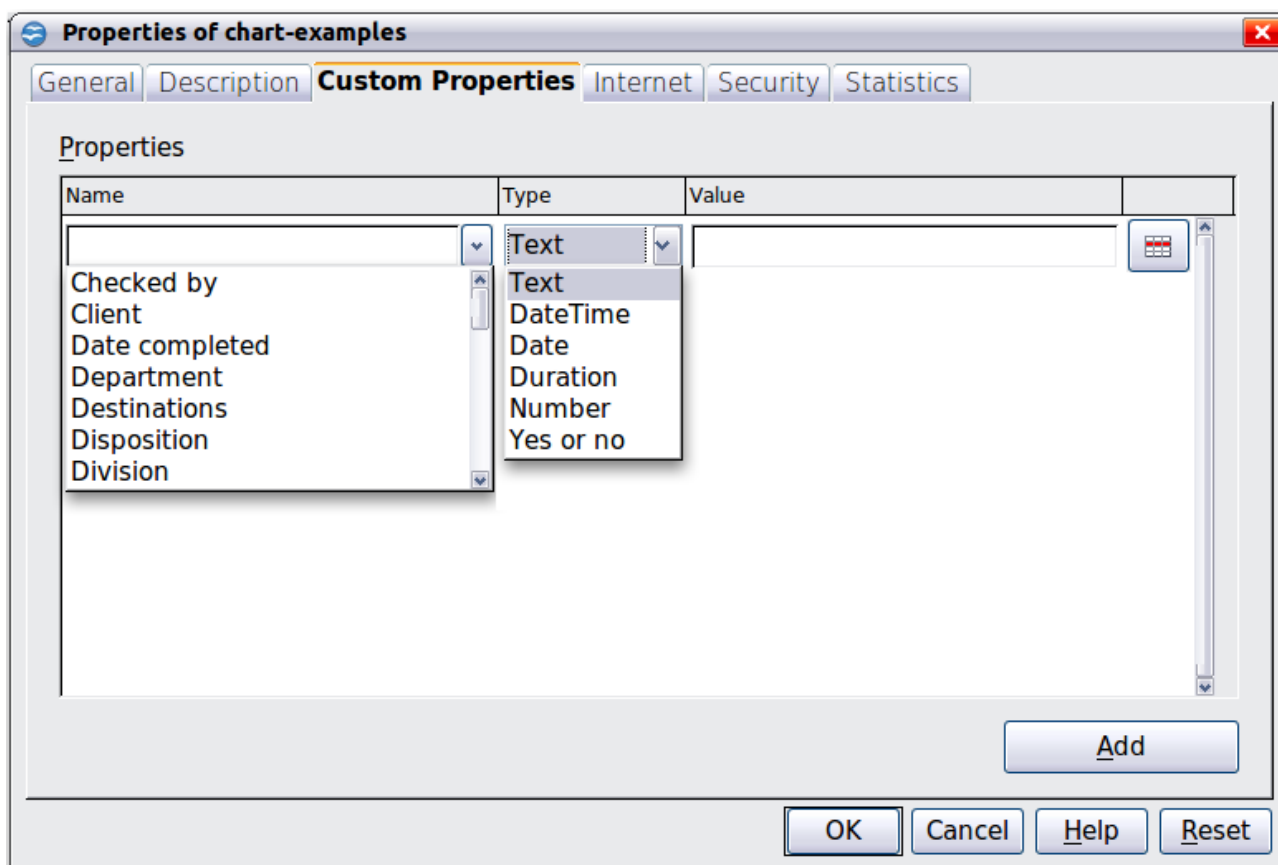 Properties of chart-examples
General Description Custom Properties Internet Security Statistics
Properties
Name Type Value
Text
Checked by Text
Client DateTime
Date completed Date
Department Duration
Destinations Number
Disposition Yes or no
Division
Add
OK Cancel Help Reset